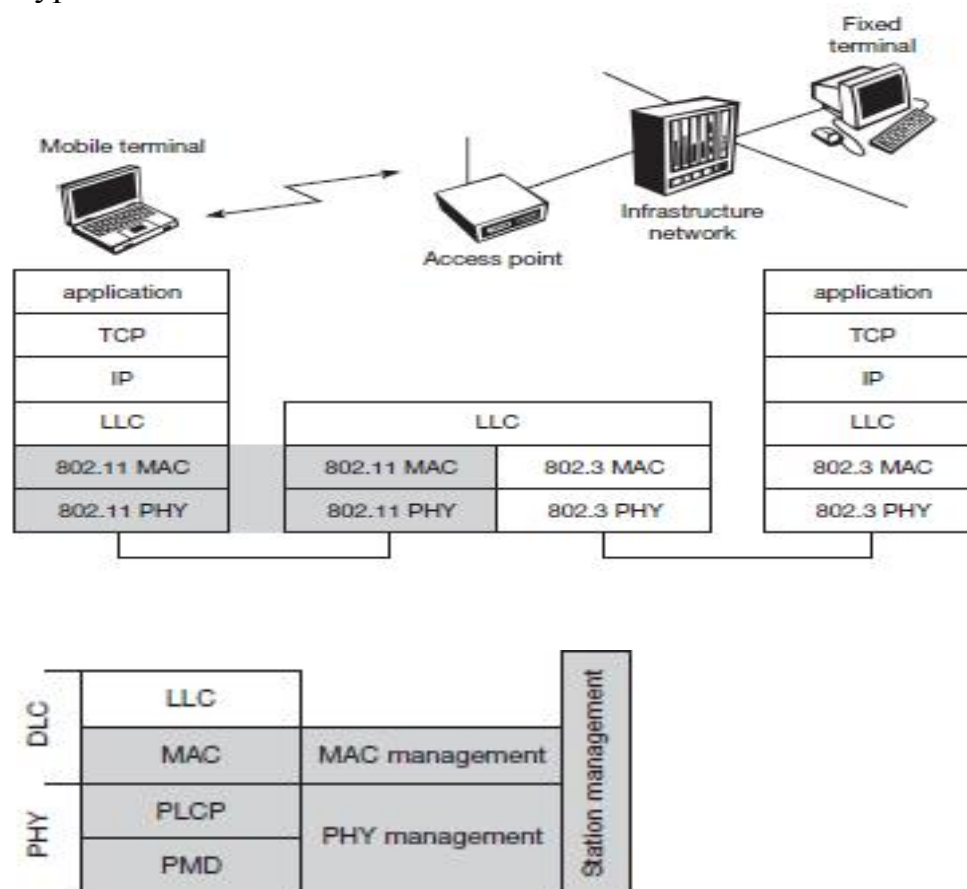 Fixed
terminal
Mobile terminal
Infrastructure
network
Access point
application
TCP
IP
LLC
802.11 MAC
802.11 PHY
LLC
802.11 MAC
802.3 MAC
802.11 PHY
802.3 PHY
application
TCP
IP
LLC
802.3 MAC
802.3 PHY
DLC
LLC
MAC
MAC management
PHY
PLCP
PMD
PHY management
Station management